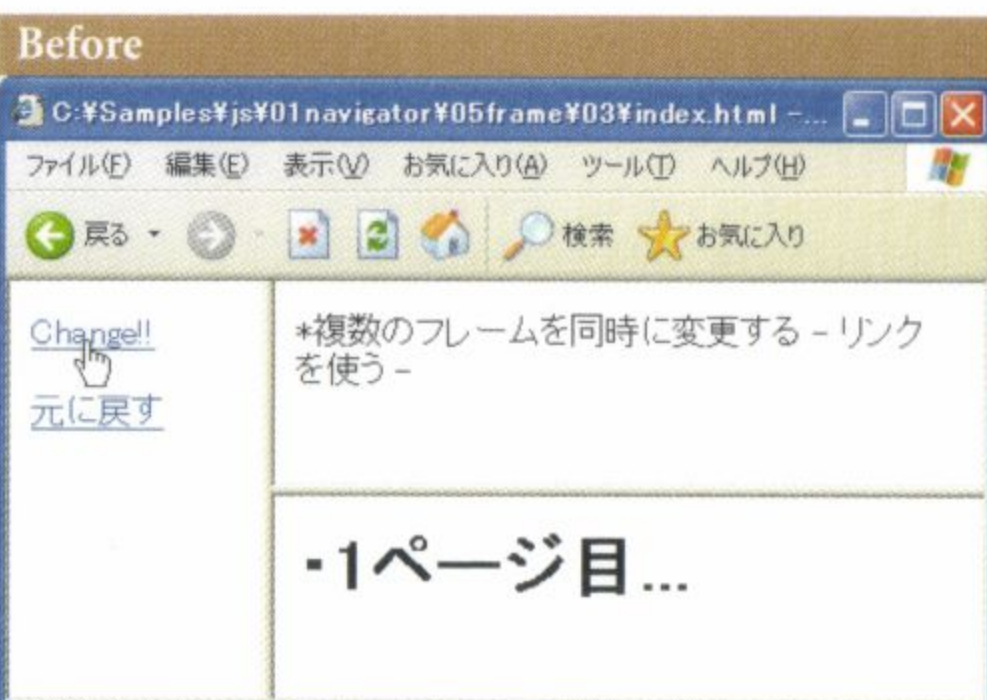 Before
C:¥Samples¥js¥01navigator¥05frame¥03¥index.html -...
ファイル(F) 編集(E) 表示(V) お気に入り(A) ツール(T) ヘルプ(H)
戻る 検索 お気に入り
Change!!
元に戻す
*複数のフレームを同時に変更する - リンク
を使う -
・1ページ目...